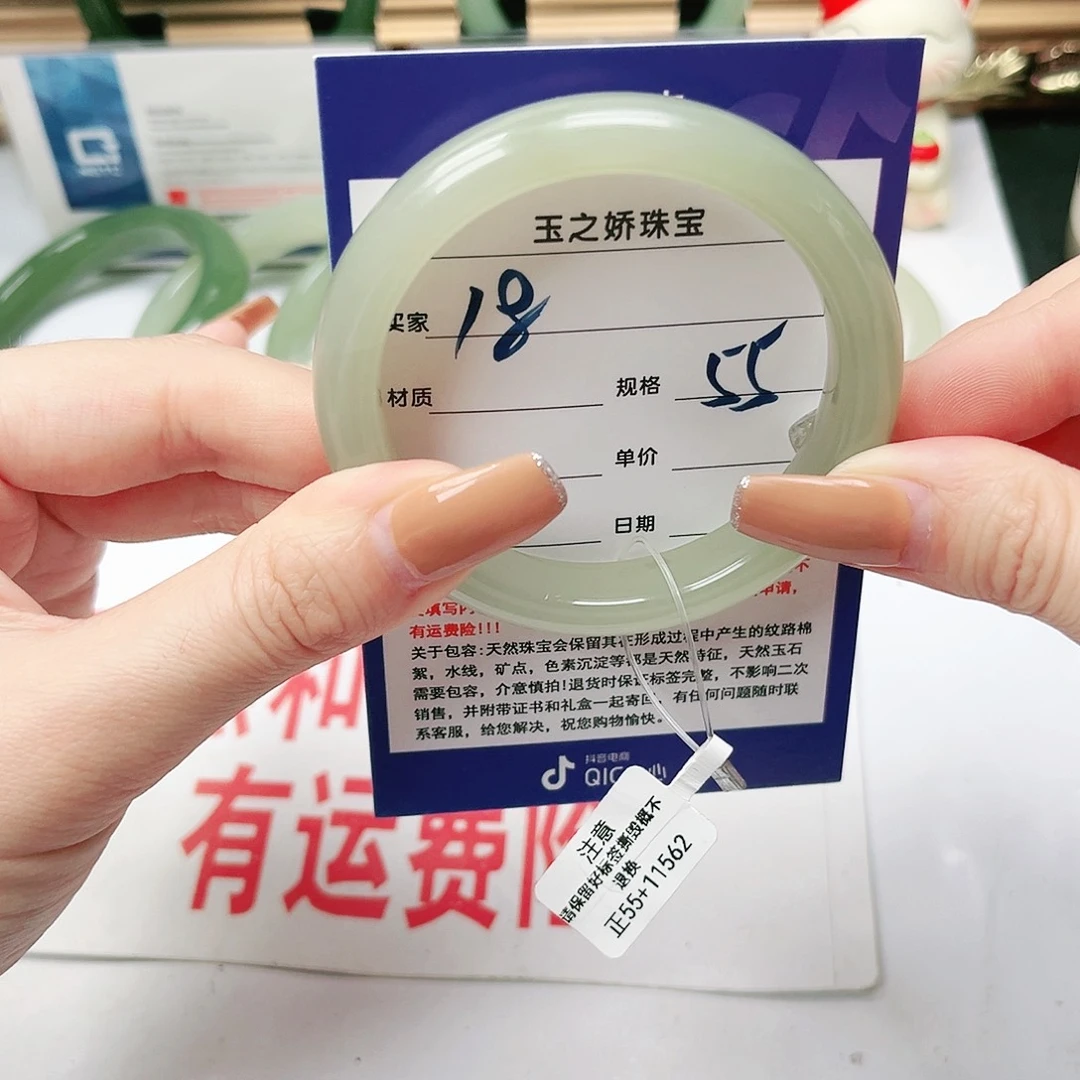 玉之娇珠宝
买家 18
材质 规格 55
单价
日期
有运费险!!!
关于包容:天然珠宝会保留其在形成过程中产生的纹路棉
絮，水线，矿点，色素沉淀等都是天然特征，天然玉石
需要包容，介意慎拍!退货时保证标签完整，不影响二次
销售，并附带证书和礼盒一起寄回，有任何问题随时联
系客服，给您解决，祝您购物愉快。
抖音电商
QIC
注意
请保留好标签撕毁概不
退换
正55+11562
有运费险